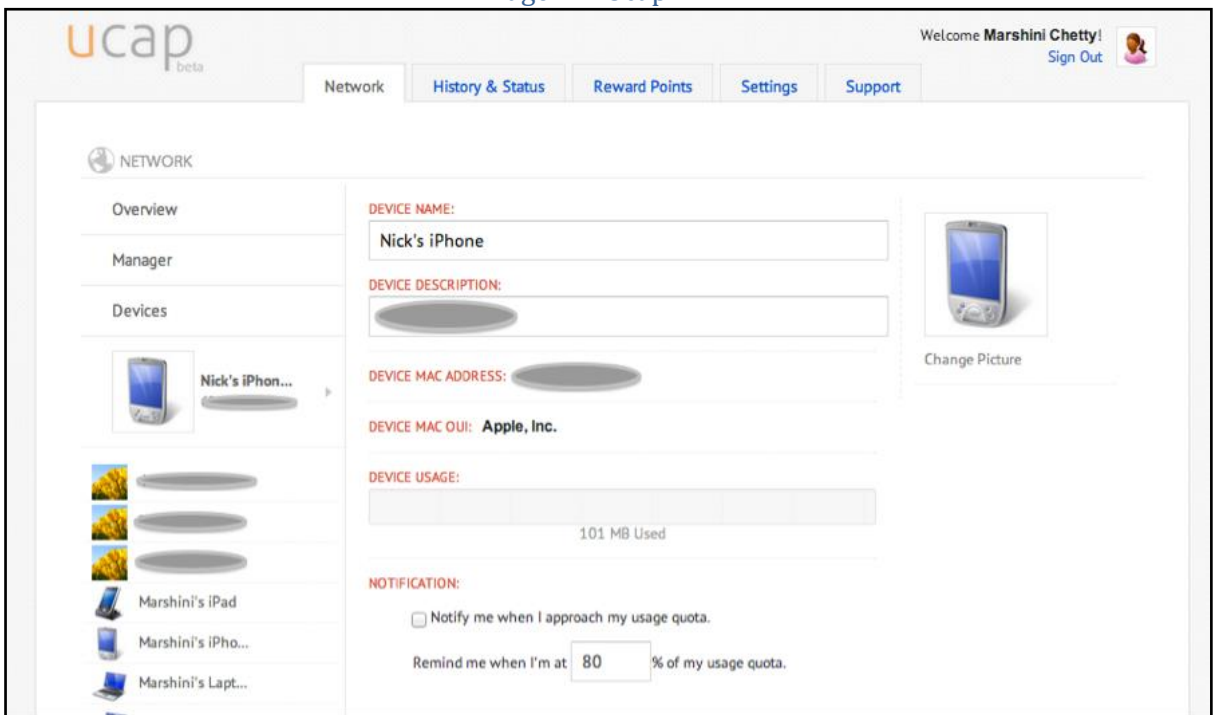 ucap
beta
Welcome Marshini Chetty!
Sign Out
Network
History & Status
Reward Points
Settings
Support
NETWORK
Overview
Manager
Devices
Nick's iPhon...
Marshini's iPad
Marshini's iPho...
Marshini's Lapt...
DEVICE NAME:
Nick's iPhone
DEVICE DESCRIPTION:
DEVICE MAC ADDRESS:
DEVICE MAC OUI: Apple, Inc.
DEVICE USAGE:
101 MB Used
NOTIFICATION:
Notify me when I approach my usage quota.
Remind me when I'm at 80 % of my usage quota.
Change Picture